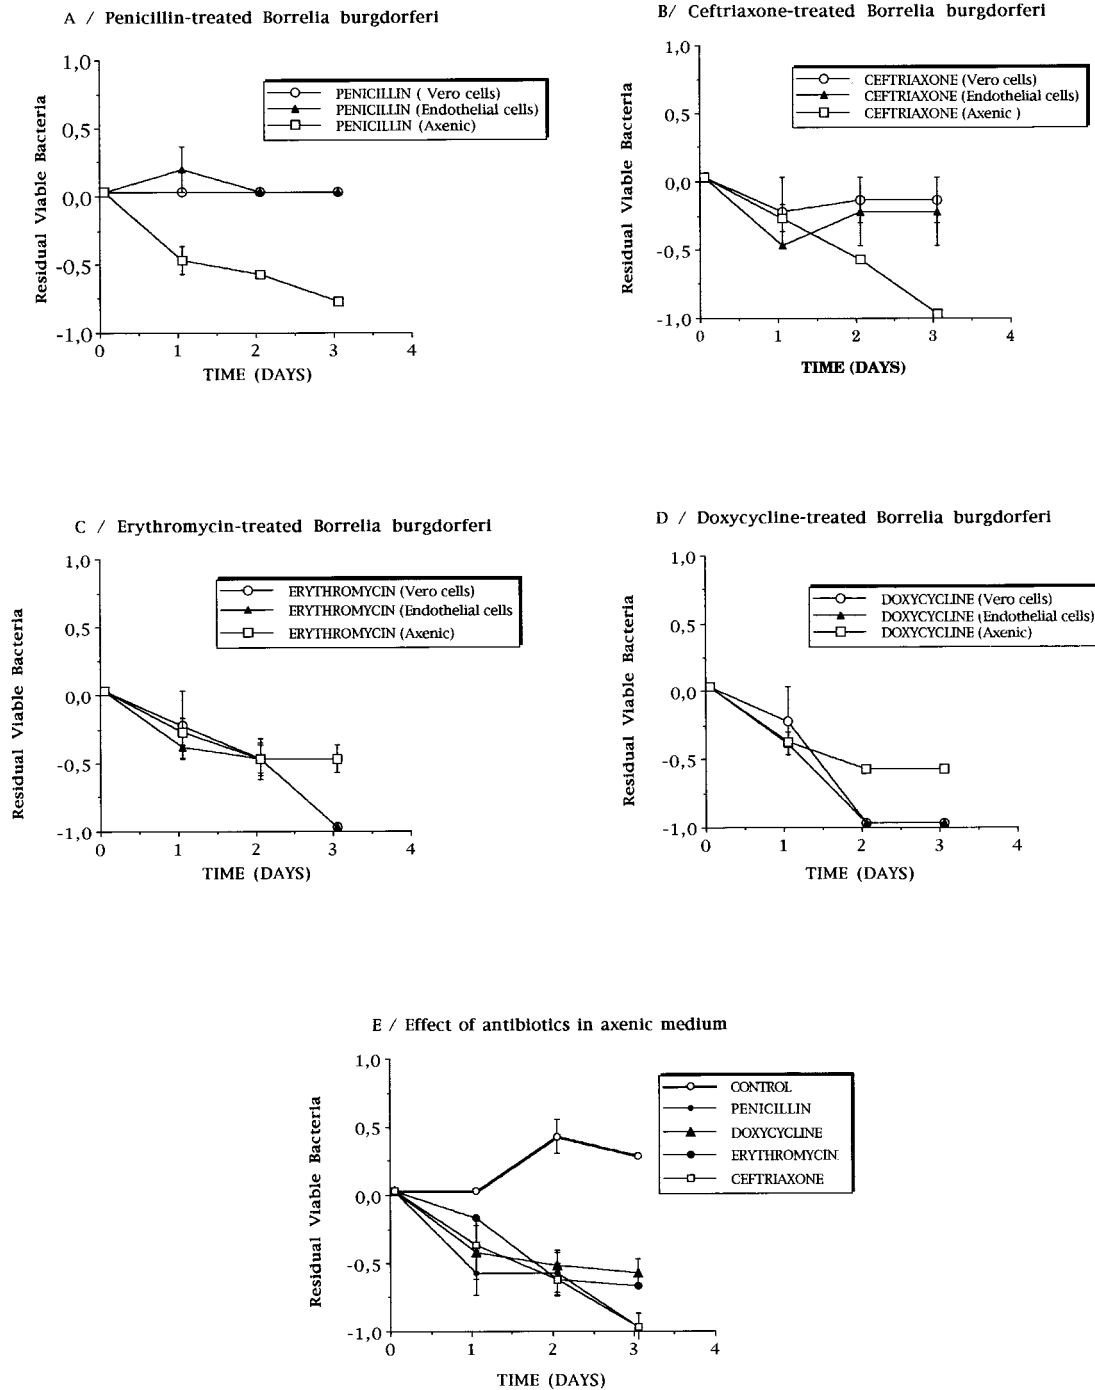 A / Penicillin-treated Borrelia burgdorferi
1,0
0,5
0,0
-0,5
-1,0
Residual Viable Bacteria
PENICILLIN ( Vero cells)
PENICILLIN (Endothelial cells)
PENICILLIN (Axenic)
0 1 2 3 4
TIME (DAYS)
B/ Ceftriaxone-treated Borrelia burgdorferi
1,0
0,5
0,0
-0,5
-1,0
Residual Viable Bacteria
CEFTRIAXONE (Vero cells)
CEFTRIAXONE (Endothelial cells)
CEFTRIAXONE (Axenic )
0 1 2 3 4
TIME (DAYS)
C / Erythromycin-treated Borrelia burgdorferi
1,0
0,5
0,0
-0,5
-1,0
Residual Viable Bacteria
ERYTHROMYCIN (Vero cells)
ERYTHROMYCIN (Endothelial cells
ERYTHROMYCIN (Axenic)
0 1 2 3 4
TIME (DAYS)
D / Doxycycline-treated Borrelia burgdorferi
1,0
0,5
0,0
-0,5
-1,0
Residual Viable Bacteria
DOXYCYCLINE (Vero cells)
DOXYCYCLINE (Endothelial cells)
DOXYCYCLINE (Axenic)
0 1 2 3 4
TIME (DAYS)
E / Effect of antibiotics in axenic medium
1,0
0,5
0,0
-0,5
-1,0
Residual Viable Bacteria
CONTROL
PENICILLIN
DOXYCYCLINE
ERYTHROMYCIN
CEFTRIAXONE
0 1 2 3 4
TIME (DAYS)